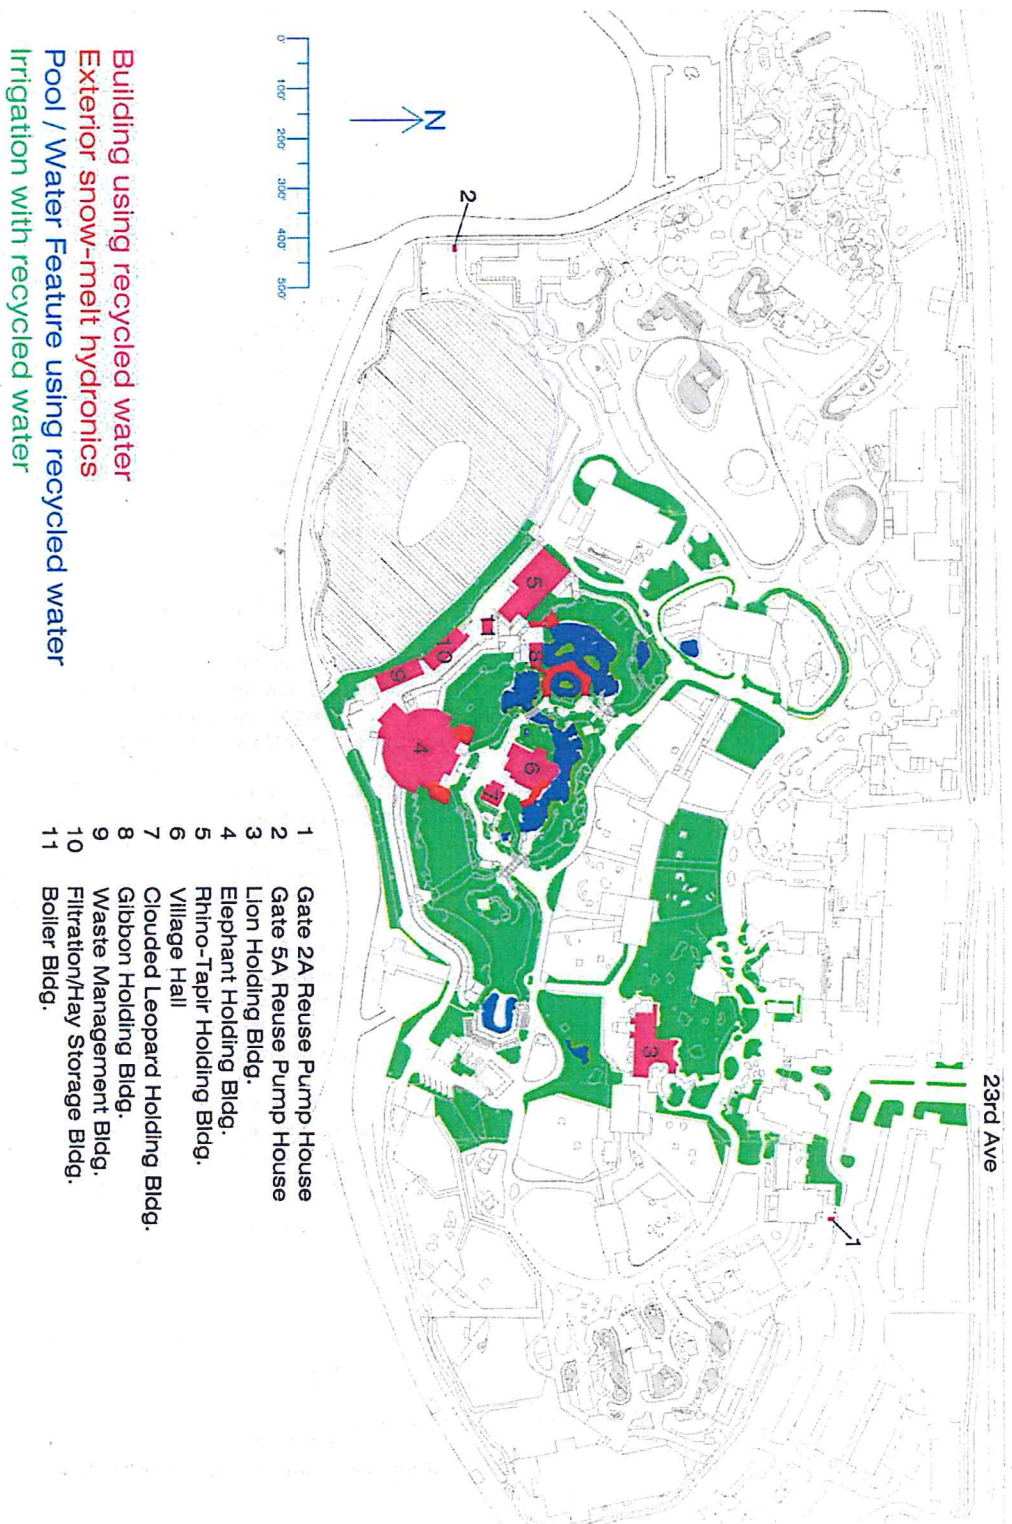 23rd Ave
1
2
3
4
5
6
7
8
9
10
11
N
0'
100'
200'
300'
400'
500'
Building using recycled water
Exterior snow-melt hydronics
Pool / Water Feature using recycled water
Irrigation with recycled water
1 Gate 2A Reuse Pump House
2 Gate 5A Reuse Pump House
3 Lion Holding Bldg.
4 Elephant Holding Bldg.
5 Rhino-Tapir Holding Bldg.
6 Village Hall
7 Clouded Leopard Holding Bldg.
8 Gibbon Holding Bldg.
9 Waste Management Bldg.
10 Filtration/Hay Storage Bldg.
11 Boiler Bldg.